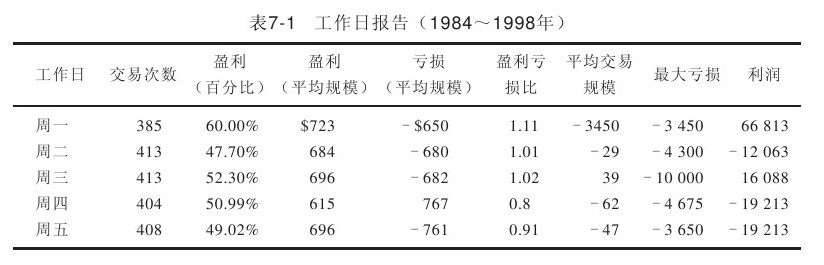 表7-1 工作日报告（1984～1998年）
工作日 交易次数 盈利（百分比） 盈利（平均规模） 亏损（平均规模） 盈利亏损比 平均交易规模 最大亏损 利润
周一 385 60.00% $723 -$650 1.11 -3450 -3 450 66 813
周二 413 47.70% 684 -680 1.01 -29 -4 300 -12 063
周三 413 52.30% 696 -682 1.02 39 -10 000 16 088
周四 404 50.99% 615 767 0.8 -62 -4 675 -19 213
周五 408 49.02% 696 -761 0.91 -47 -3 650 -19 213